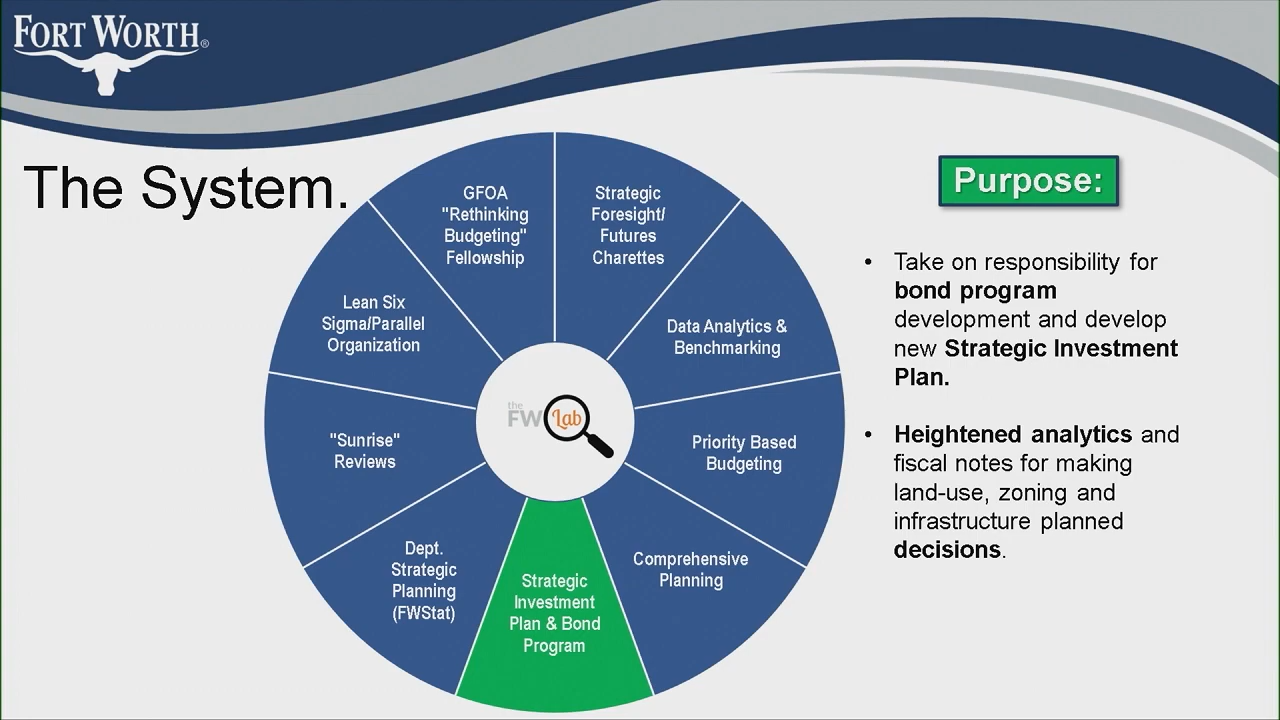 FORT WORTH®
The System.
GFOA
"Rethinking
Budgeting"
Fellowship
Strategic
Foresight/
Futures
Charettes
Data Analytics &
Benchmarking
Priority Based
Budgeting
Comprehensive
Planning
Strategic
Investment
Plan & Bond
Program
Dept.
Strategic
Planning
(FWStat)
"Sunrise"
Reviews
Lean Six
Sigma/Parallel
Organization
the
FW Lab
Purpose:
• Take on responsibility for
bond program
development and develop
new Strategic Investment
Plan.
• Heightened analytics and
fiscal notes for making
land-use, zoning and
infrastructure planned
decisions.